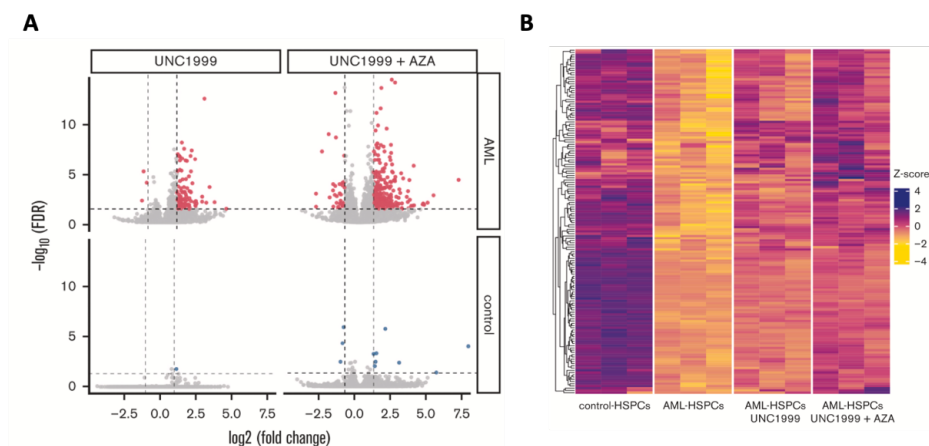 A
B
UNC1999
UNC1999 + AZA
10
5
0
AML
-log10 (FDR)
10
5
0
control
-2.5 0.0 2.5 5.0 7.5
-2.5 0.0 2.5 5.0 7.5
log2 (fold change)
Z-score
4
2
0
-2
-4
control-HSPCs
AML-HSPCs
AML-HSPCs
UNC1999
AML-HSPCs
UNC1999 + AZA